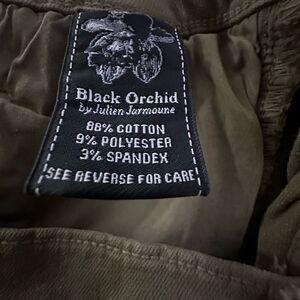 Black Orchid
by Julien Jarmoune
88% COTTON
9% POLYESTER
3% SPANDEX
SEE REVERSE FOR CARE